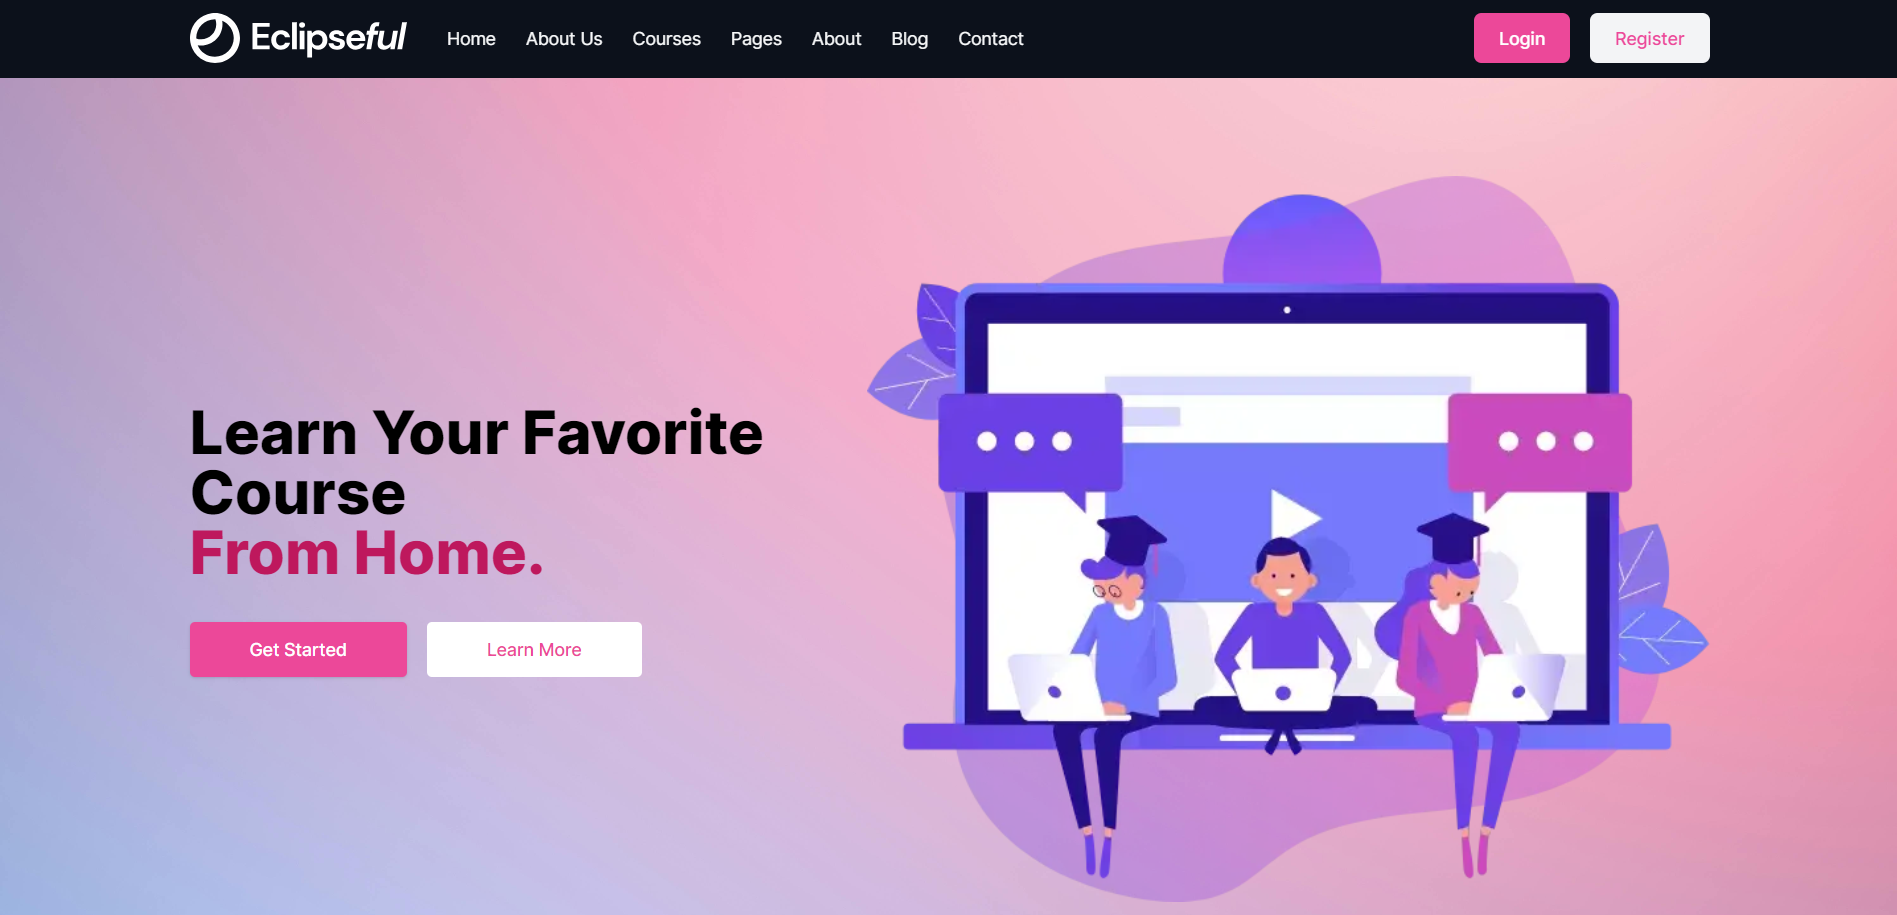 Eclipseful Home About Us Courses Pages About Blog Contact Login Register
Learn Your Favorite
Course
From Home.
Get Started Learn More